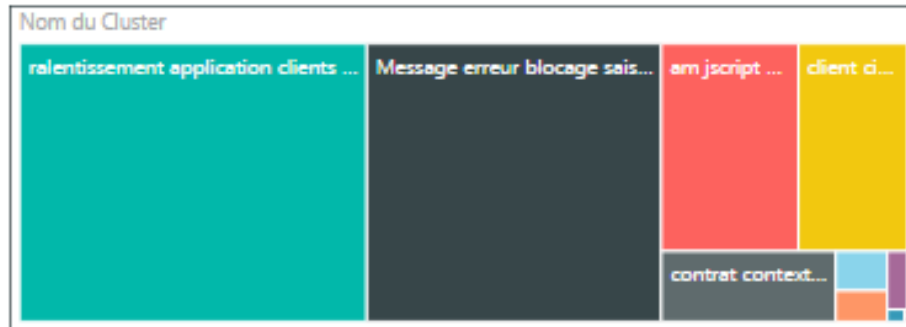 Nom du Cluster
ralentissement application clients ...
Message erreur blocage sais...
am jscript ...
client ci...
contrat context...